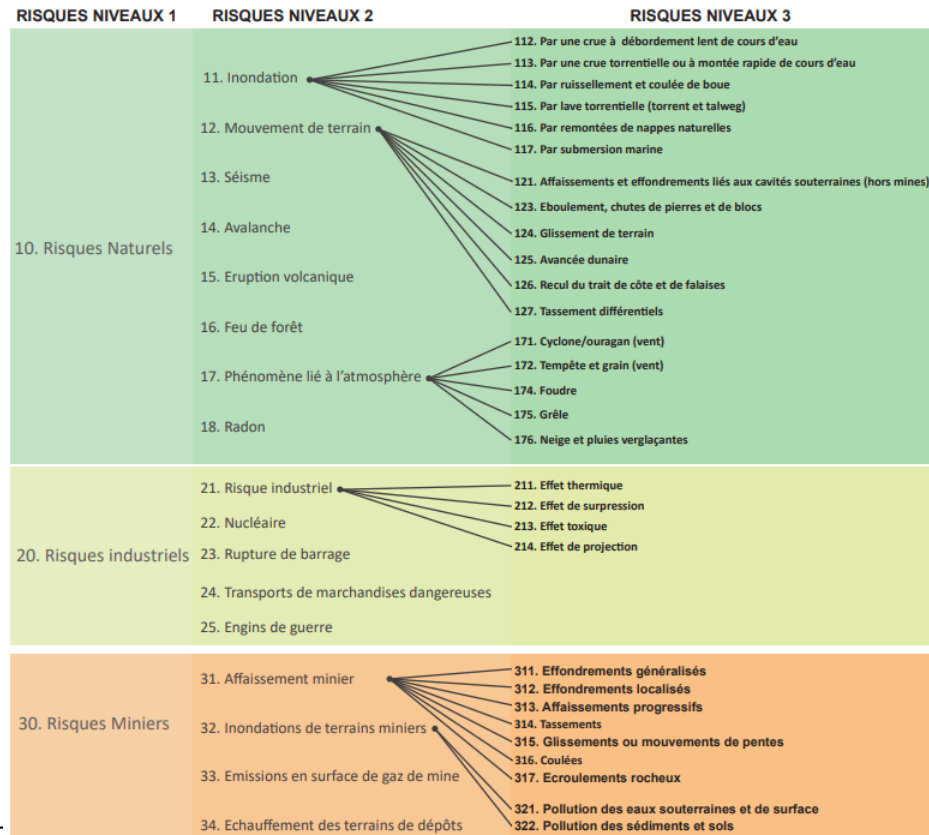 RISQUES NIVEAUX 1
RISQUES NIVEAUX 2
RISQUES NIVEAUX 3
10. Risques Naturels
11. Inondation
12. Mouvement de terrain
13. Séisme
14. Avalanche
15. Eruption volcanique
16. Feu de forêt
17. Phénomène lié à l'atmosphère
18. Radon
112. Par une crue à débordement lent de cours d'eau
113. Par une crue torrentielle ou à montée rapide de cours d'eau
114. Par ruissellement et coulée de boue
115. Par lave torrentielle (torrent et talweg)
116. Par remontées de nappes naturelles
117. Par submersion marine
121. Affaissements et effondrements liés aux cavités souterraines (hors mines)
123. Eboulement, chutes de pierres et de blocs
124. Glissement de terrain
125. Avancée dunaire
126. Recul du trait de côte et de falaises
127. Tassement différentiels
171. Cyclone/ouragan (vent)
172. Tempête et grain (vent)
174. Foudre
175. Grêle
176. Neige et pluies verglaçantes
20. Risques industriels
21. Risque industriel
22. Nucléaire
23. Rupture de barrage
24. Transports de marchandises dangereuses
25. Engins de guerre
211. Effet thermique
212. Effet de surpression
213. Effet toxique
214. Effet de projection
30. Risques Miniers
31. Affaissement minier
32. Inondations de terrains miniers
33. Emissions en surface de gaz de mine
34. Echauffement des terrains de dépôts
311. Effondrements généralisés
312. Effondrements localisés
313. Affaissements progressifs
314. Tassements
315. Glissements ou mouvements de pentes
316. Coulées
317. Ecroulements rocheux
321. Pollution des eaux souterraines et de surface
322. Pollution des sédiments et sols